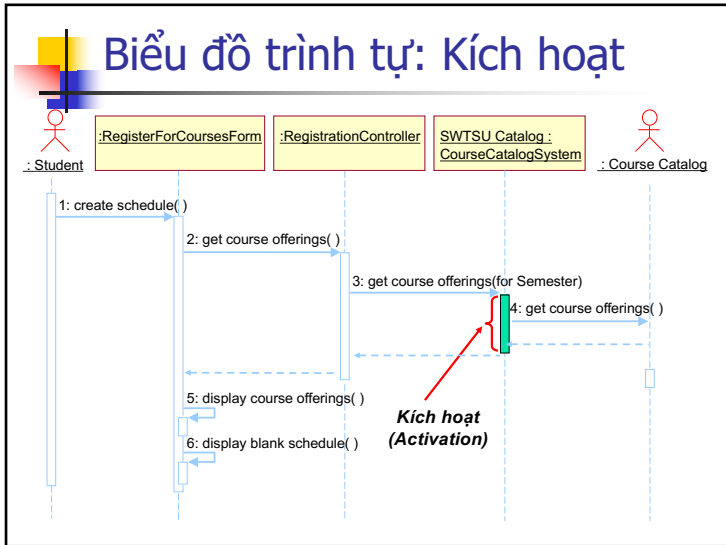 Biểu đồ trình tự: Kích hoạt
: Student
:RegisterForCoursesForm
:RegistrationController
SWTSU Catalog :
CourseCatalogSystem
: Course Catalog
1: create schedule( )
2: get course offerings( )
3: get course offerings(for Semester)
4: get course offerings( )
5: display course offerings( )
Kích hoạt
(Activation)
6: display blank schedule( )